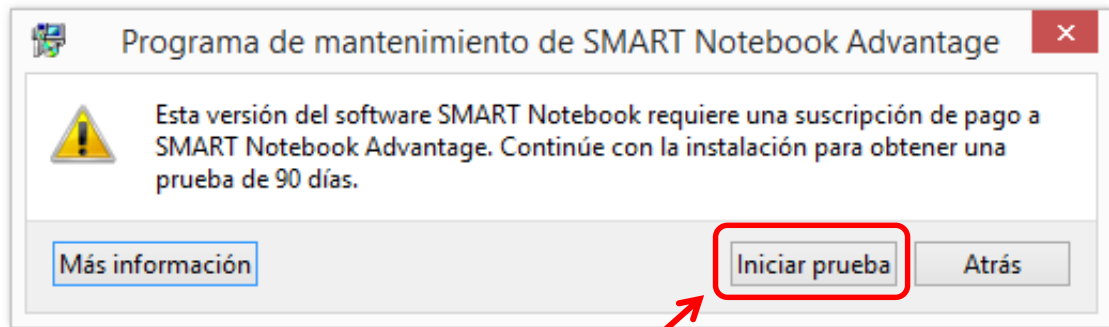 Programa de mantenimiento de SMART Notebook Advantage
Esta versión del software SMART Notebook requiere una suscripción de pago a
SMART Notebook Advantage. Continúe con la instalación para obtener una
prueba de 90 días.
Más información
Iniciar prueba
Atrás